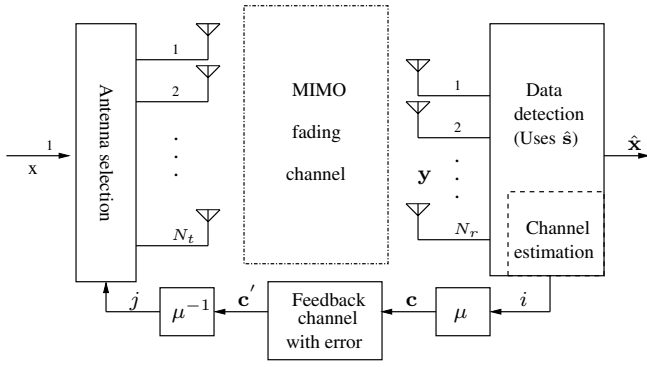 1
x
Antenna selection
1
2
N_t
MIMO
fading
channel
y
1
2
N_r
Data
detection
(Uses ŝ)
x̂
Channel
estimation
j
μ⁻¹
c′
Feedback
channel
with error
c
μ
i